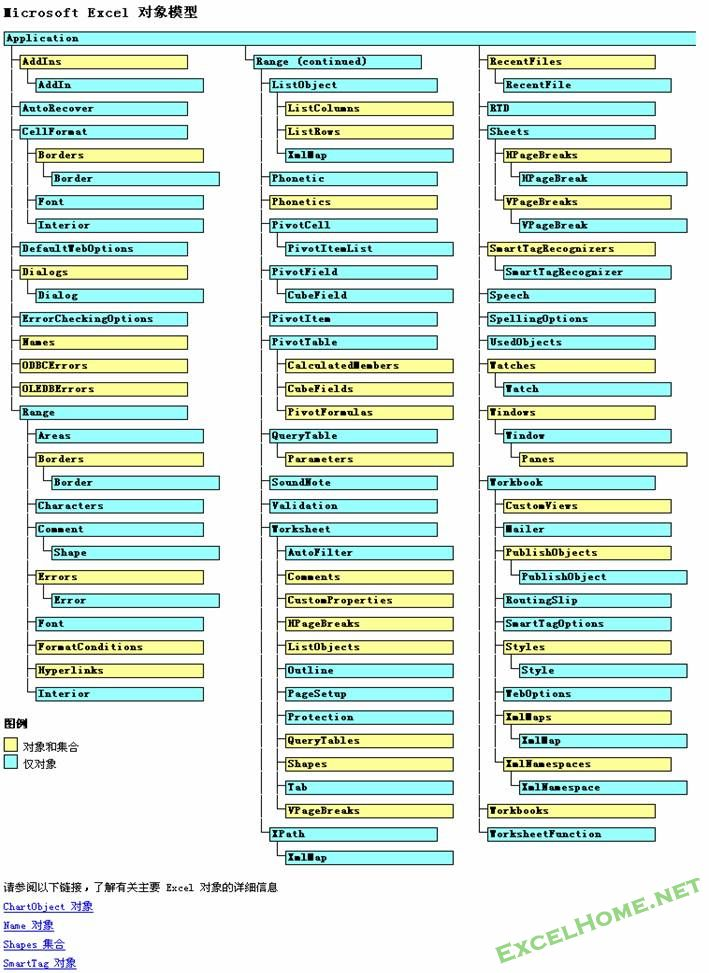 Microsoft Excel 对象模型
Application
AddIns
AddIn
AutoRecover
CellFormat
Borders
Border
Font
Interior
DefaultWebOptions
Dialogs
Dialog
ErrorCheckingOptions
Names
ODBCErrors
OLEDBErrors
Range
Areas
Borders
Border
Characters
Comment
Shape
Errors
Error
Font
FormatConditions
Hyperlinks
Interior
Range (continued)
ListObject
ListColumns
ListRows
XmlMap
Phonetic
Phonetics
PivotCell
PivotItemList
PivotField
CubeField
PivotItem
PivotTable
CalculatedMembers
CubeFields
PivotFormulas
QueryTable
Parameters
SoundNote
Validation
Worksheet
AutoFilter
Comments
CustomProperties
HPageBreaks
ListObjects
Outline
PageSetup
Protection
QueryTables
Shapes
Tab
VPageBreaks
XPath
XmlMap
RecentFiles
RecentFile
RTD
Sheets
HPageBreaks
HPageBreak
VPageBreaks
VPageBreak
SmartTagRecognizers
SmartTagRecognizer
Speech
SpellingOptions
UsedObjects
Watches
Watch
Windows
Window
Panes
Workbook
CustomViews
Mailer
PublishObjects
PublishObject
RoutingSlip
SmartTagOptions
Styles
Style
WebOptions
XmlMaps
XmlMap
XmlNamespaces
XmlNamespace
Workbooks
WorksheetFunction
图例
对象和集合
仅对象
请参阅以下链接，了解有关主要 Excel 对象的详细信息
ChartObject 对象
Name 对象
Shapes 集合
SmartTag 对象
EXCELHOME.NET